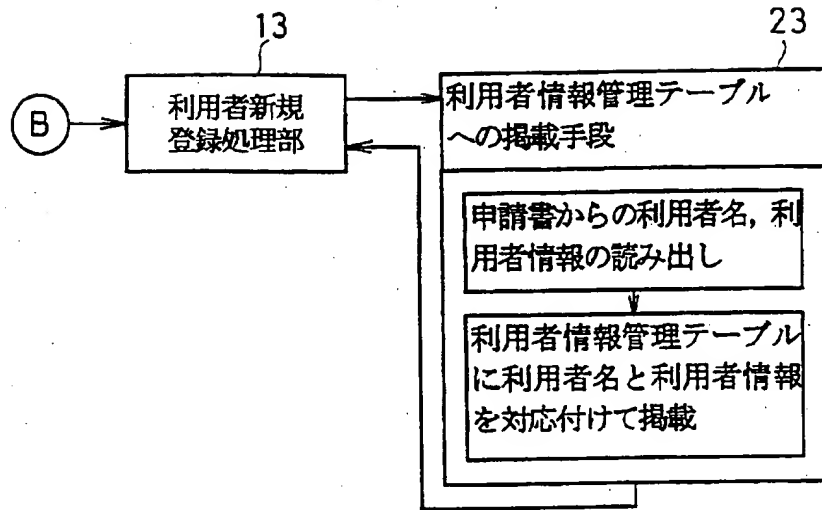 13
23
B
利用者新規
登録処理部
利用者情報管理テーブル
への掲載手段
申請書からの利用者名，利
用者情報の読み出し
利用者情報管理テーブル
に利用者名と利用者情報
を対応付けて掲載